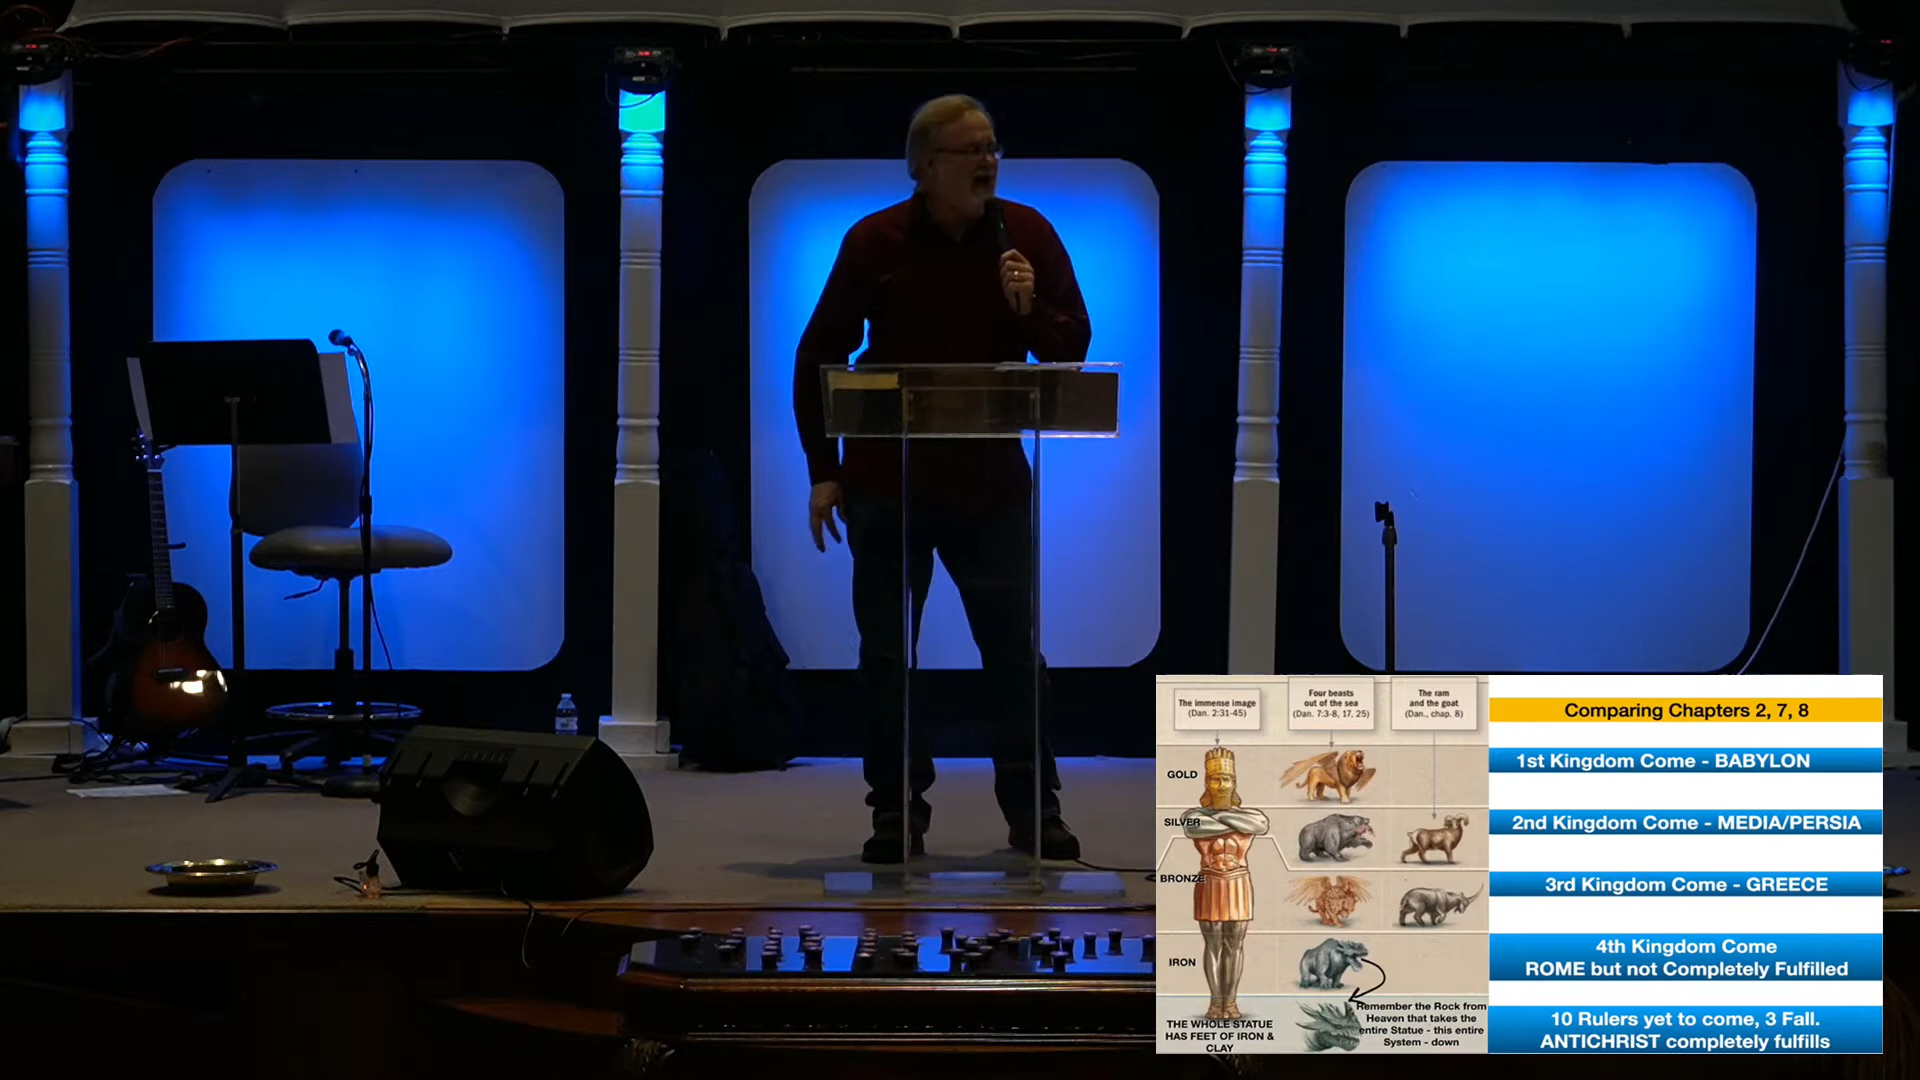 The immense image
(Dan. 2:31-45)
Four beasts
out of the sea
(Dan. 7:3-8, 17, 25)
The ram
and the goat
(Dan., chap. 8)
GOLD
SILVER
BRONZE
IRON
THE WHOLE STATUE
HAS FEET OF IRON &
CLAY
Remember the Rock from
Heaven that takes the
entire Statue - this entire
System - down
Comparing Chapters 2, 7, 8
1st Kingdom Come - BABYLON
2nd Kingdom Come - MEDIA/PERSIA
3rd Kingdom Come - GREECE
4th Kingdom Come
ROME but not Completely Fulfilled
10 Rulers yet to come, 3 Fall.
ANTICHRIST completely fulfills